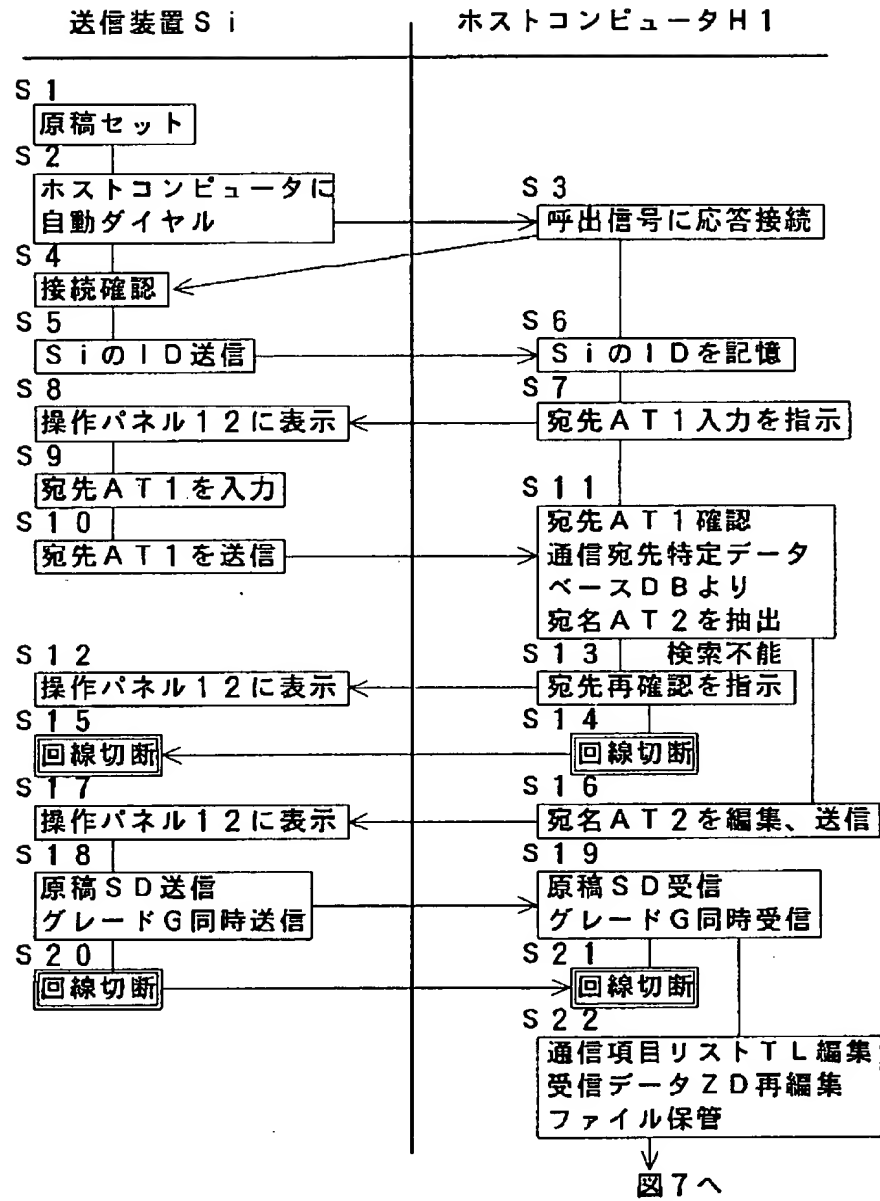 送信装置Ｓｉ
ホストコンピュータＨ１
Ｓ１
原稿セット
Ｓ２
ホストコンピュータに
自動ダイヤル
Ｓ３
呼出信号に応答接続
Ｓ４
接続確認
Ｓ５
ＳｉのＩＤ送信
Ｓ６
ＳｉのＩＤを記憶
Ｓ７
宛先ＡＴ１入力を指示
Ｓ８
操作パネル１２に表示
Ｓ９
宛先ＡＴ１を入力
Ｓ１０
宛先ＡＴ１を送信
Ｓ１１
宛先ＡＴ１確認
通信宛先特定データ
ベースＤＢより
宛名ＡＴ２を抽出
Ｓ１２
操作パネル１２に表示
Ｓ１３ 検索不能
宛先再確認を指示
Ｓ１４
回線切断
Ｓ１５
回線切断
Ｓ１６
宛名ＡＴ２を編集、送信
Ｓ１７
操作パネル１２に表示
Ｓ１８
原稿ＳＤ送信
グレードＧ同時送信
Ｓ１９
原稿ＳＤ受信
グレードＧ同時受信
Ｓ２０
回線切断
Ｓ２１
回線切断
Ｓ２２
通信項目リストＴＬ編集
受信データＺＤ再編集
ファイル保管
図７へ